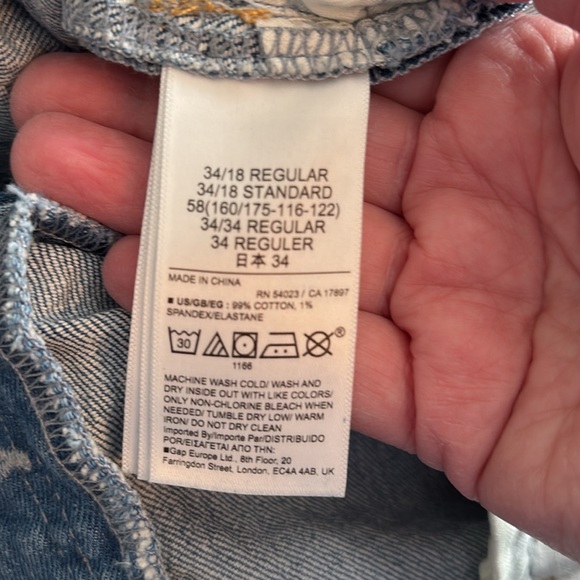 34/18 REGULAR
34/18 STANDARD
58(160/175-116-122)
34/34 REGULAR
34 REGULER
日本 34
MADE IN CHINA
RN 54023 / CA 17897
■ US/GB/EG : 99% COTTON, 1%
SPANDEX/ELASTANE
30 ®
1166
MACHINE WASH COLD/ WASH AND
DRY INSIDE OUT WITH LIKE COLORS/
ONLY NON-CHLORINE BLEACH WHEN
NEEDED/ TUMBLE DRY LOW/ WARM
IRON/ DO NOT DRY CLEAN
Imported By/Importe Par/DISTRIBUIDO
POR/ΕΙΣΑΓΕΤΑΙ ΑΠΟ ΤΗΝ:
■Gap Europe Ltd., 8th Floor, 20
Farringdon Street, London, EC4A 4AB, UK